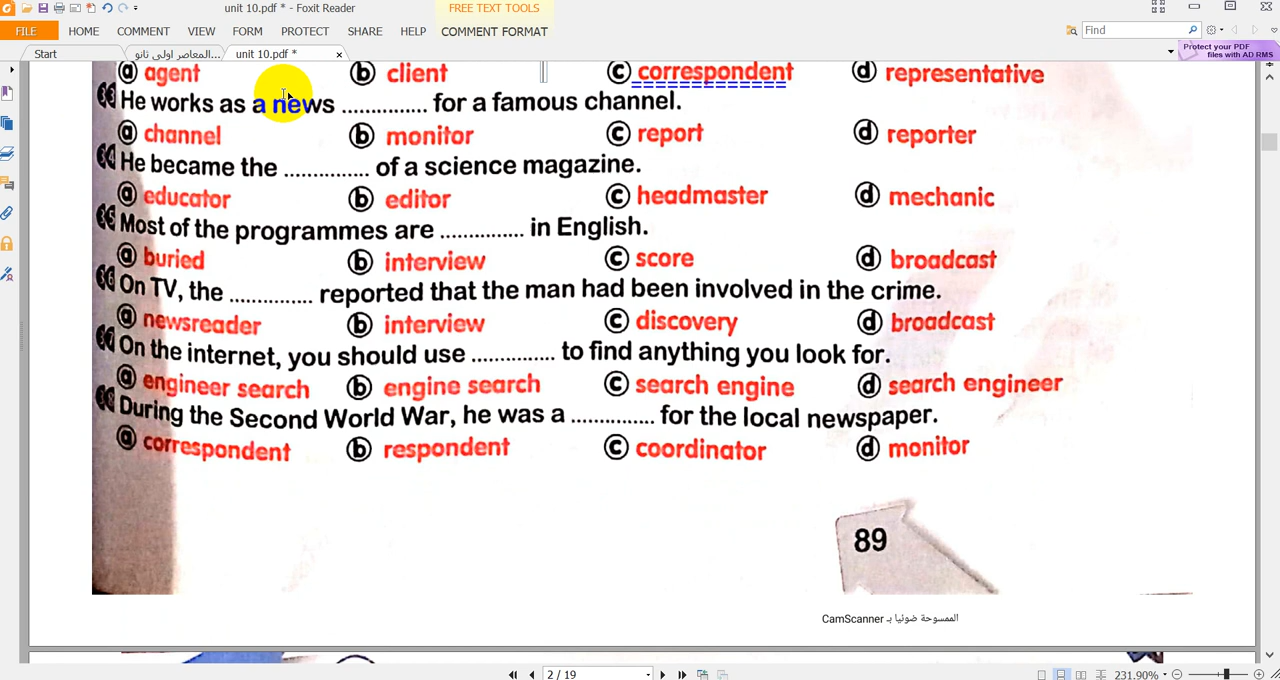 unit 10.pdf * - Foxit Reader
FREE TEXT TOOLS
FILE HOME COMMENT VIEW FORM PROTECT SHARE HELP COMMENT FORMAT
Find
Start
المعاصر اولى ثانو...
unit 10.pdf *
Protect your PDF
files with AD RMS
a agent b client c correspondent d representative
He works as a news .............. for a famous channel.
a channel b monitor c report d reporter
He became the .............. of a science magazine.
a educator b editor c headmaster d mechanic
Most of the programmes are .............. in English.
a buried b interview c score d broadcast
On TV, the .............. reported that the man had been involved in the crime.
a newsreader b interview c discovery d broadcast
On the internet, you should use .............. to find anything you look for.
a engineer search b engine search c search engine d search engineer
During the Second World War, he was a .............. for the local newspaper.
a correspondent b respondent c coordinator d monitor
89
الممسوحة ضوئيا بـ CamScanner
2 / 19
231.90%